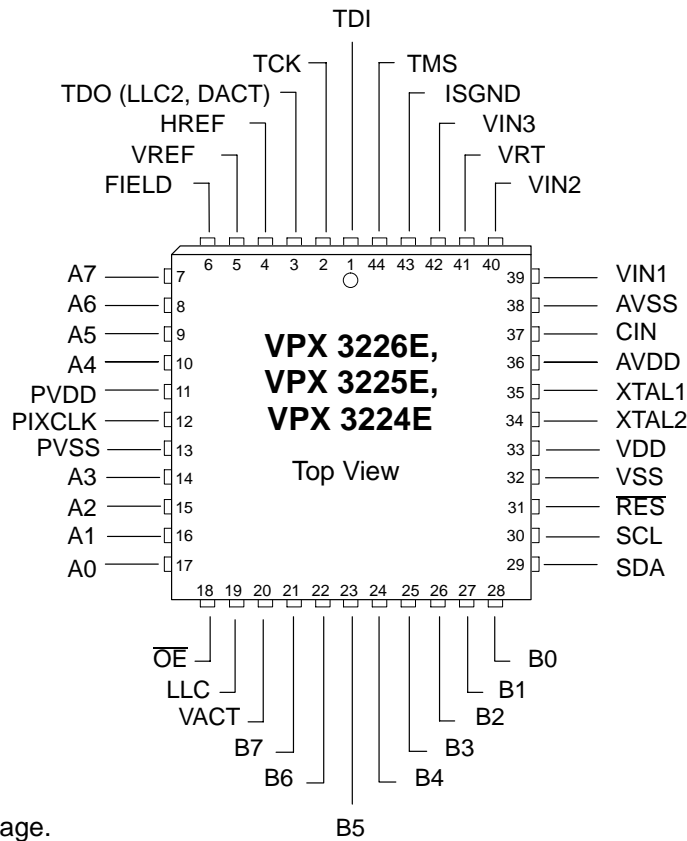 TDI
TCK
TMS
TDO (LLC2, DACT)
ISGND
HREF
VIN3
VREF
VRT
FIELD
VIN2
6 5 4 3 2 1 44 43 42 41 40
A7 7
39 VIN1
A6 8
38 AVSS
A5 9
37 CIN
A4 10
36 AVDD
PVDD 11
35 XTAL1
PIXCLK 12
34 XTAL2
PVSS 13
33 VDD
A3 14
32 VSS
A2 15
31 RES
A1 16
30 SCL
A0 17
29 SDA
VPX 3226E,
VPX 3225E,
VPX 3224E
Top View
18 19 20 21 22 23 24 25 26 27 28
OE
B0
LLC
B1
VACT
B2
B7
B3
B6
B4
age.
B5